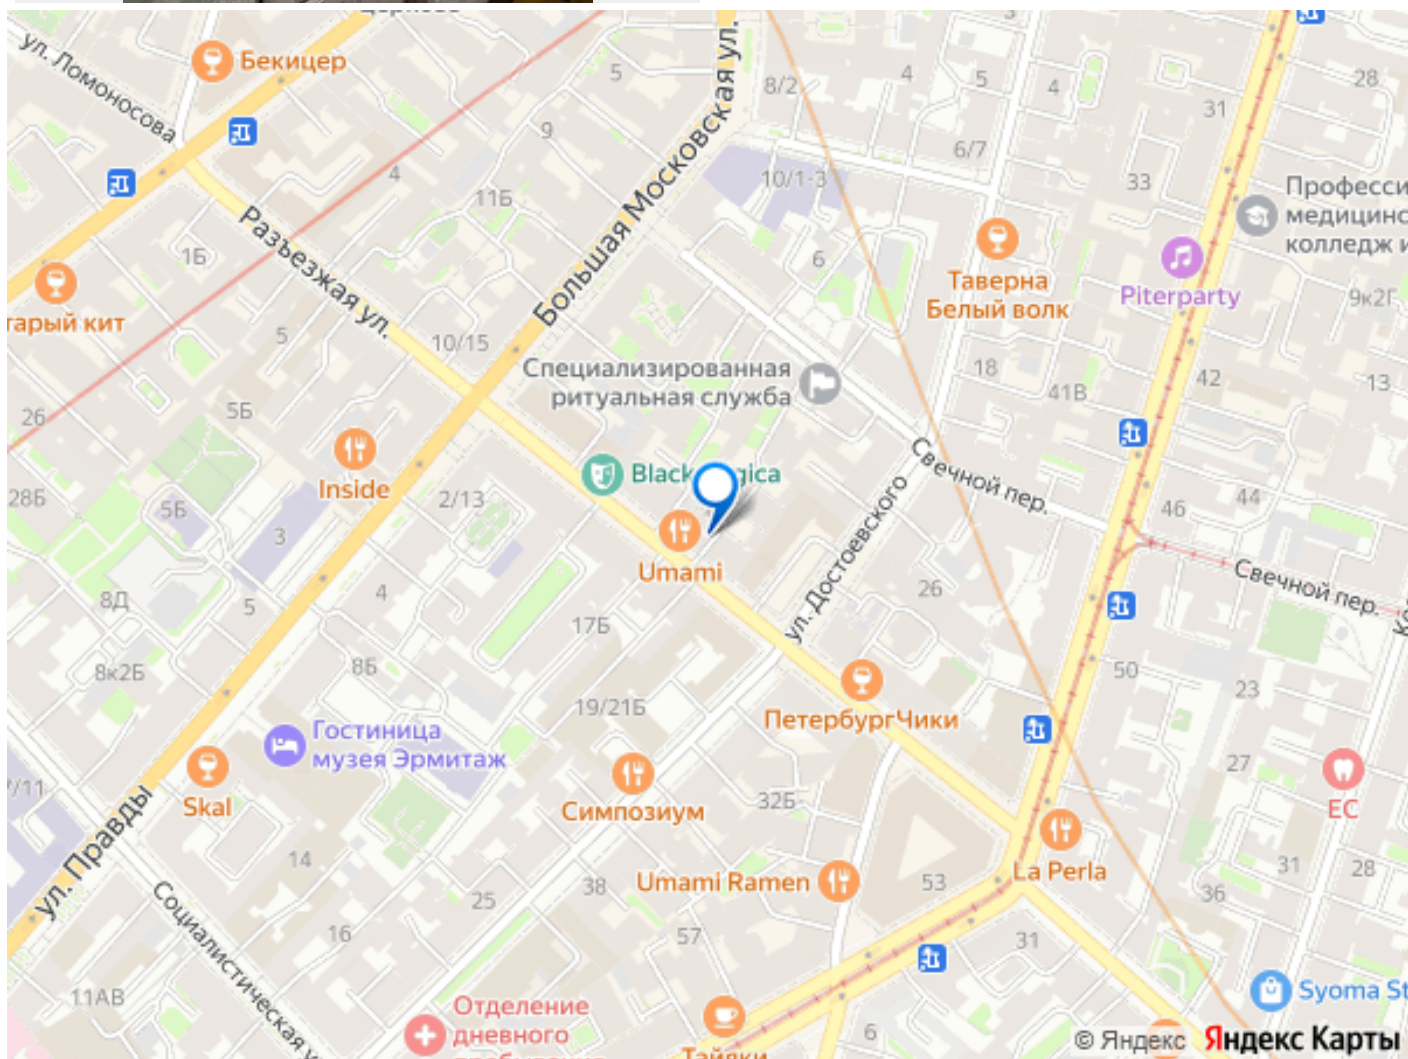 ул. Ломоносова
Бекицер
Большая Московская ул.
5
8/2
4
5
4
28
31
9
6/7
10/1-3
33
Професси
медицинс
колледж и
4
11Б
Разъезжая ул.
1Б
6
Таверна
Белый волк
Piterparty
9к2Г
тарый кит
5
10/15
Специализированная
ритуальная служба
18
41В
42
13
26
5Б
Свечной пер.
Inside
2/13
28Б
5Б
3
Umami
ул. Достоевского
46
44
Свечной пер.
26
8Д
5
4
17Б
8к2Б
8Б
19/21Б
ПетербургЧики
50
23
Гостиница
музея Эрмитаж
7/11
Skal
ул. Правды
Симпозиум
32Б
27
ЕС
14
La Perla
Umami Ramen
53
38
25
31
28
36
Социалистическая
16
57
31
11АВ
Отделение
дневного
6
Тайяки
Syoma St
© Яндекс Яндекс Карты